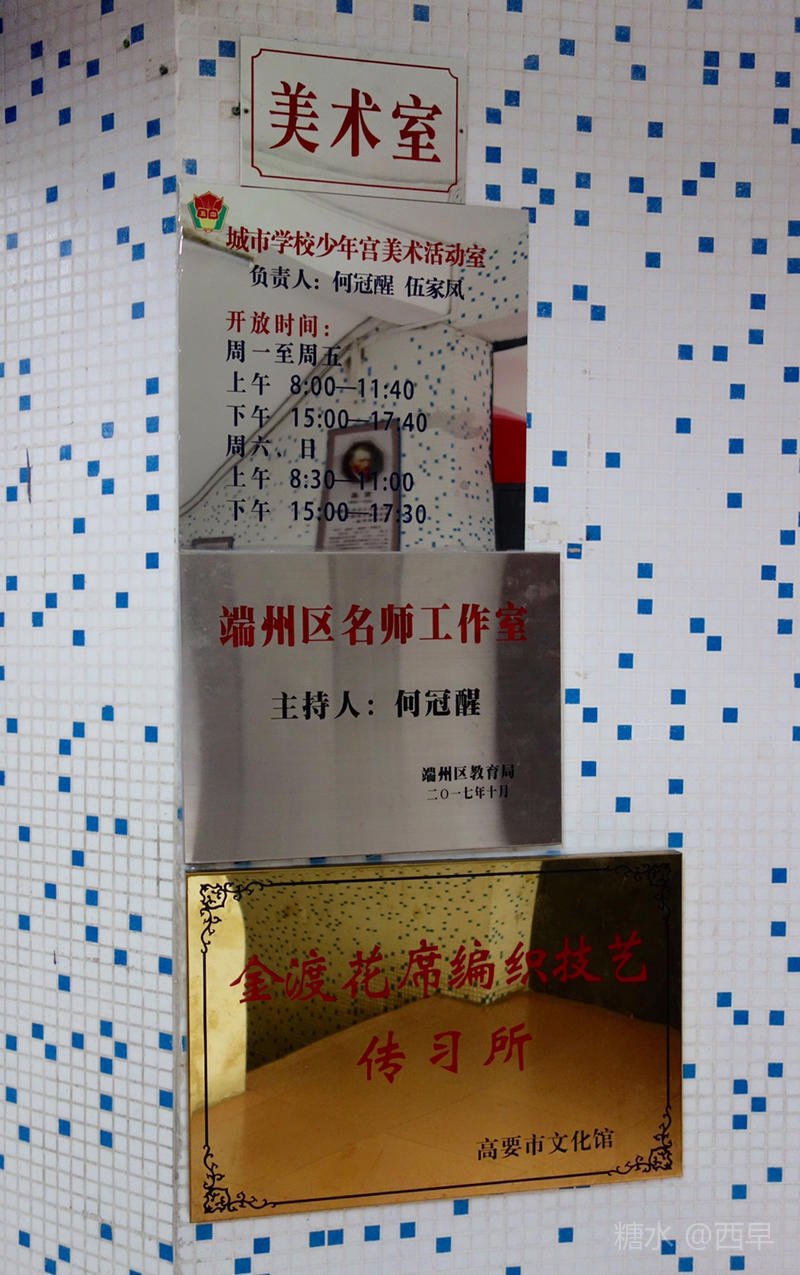 美术室
城市学校少年宫美术活动室
负责人：何冠醒 伍家凤
开放时间：
周一至周五
上午 8:00—11:40
下午 15:00—17:40
周六、日
上午 8:30—11:00
下午 15:00—17:30
端州区名师工作室
主持人：何冠醒
端州区教育局
二〇一七年十月
金渡花席编织技艺
传习所
高要市文化馆
糖水 @西早